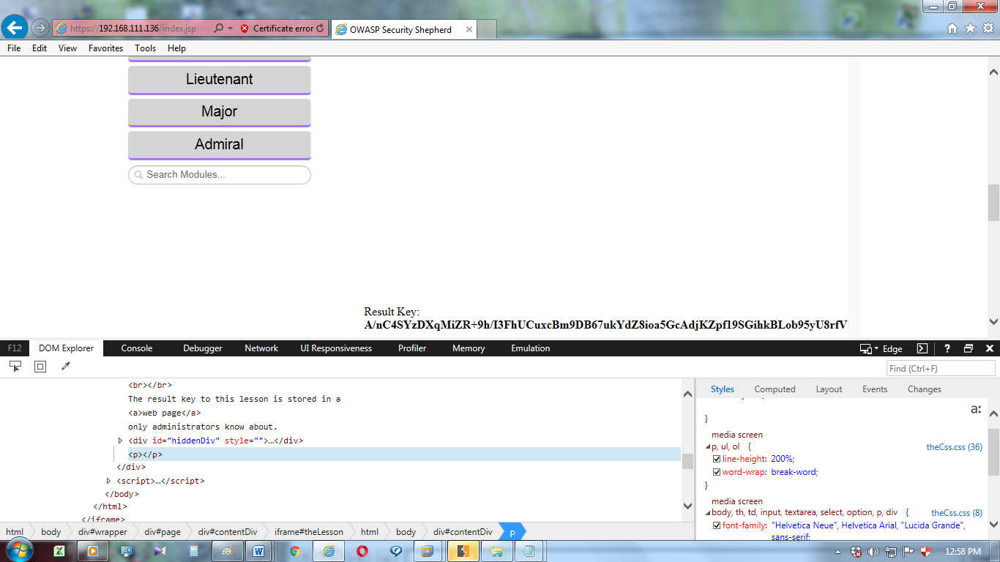 https://192.168.111.136/index.jsp
Certificate error
OWASP Security Shepherd
File Edit View Favorites Tools Help
Lieutenant
Major
Admiral
Search Modules...
Result Key:
A/nC4SYzDXqMiZR+9h/I3FhUCuxcBm9DB67ukYdZ8ioa5GcAdjKZpf19SGihkBLob95yU8rfV
F12 DOM Explorer Console Debugger Network UI Responsiveness Profiler Memory Emulation Edge
Find (Ctrl+F)
<br></br>
The result key to this lesson is stored in a
<a>web page</a>
only administrators know about.
<div id="hiddenDiv" style="">…</div>
<p></p>
</div>
<script>…</script>
</body>
</html>
</iframe>
Styles Computed Layout Events Changes
a:
}
media screen
p, ul, ol { theCss.css (36)
line-height: 200%;
word-wrap: break-word;
}
media screen
body, th, td, input, textarea, select, option, p, div { theCss.css (8)
font-family: "Helvetica Neue", Helvetica Arial, "Lucida Grande",
sans-serif;
html body div#wrapper div#page div#contentDiv iframe#theLesson html body div#contentDiv p
12:58 PM